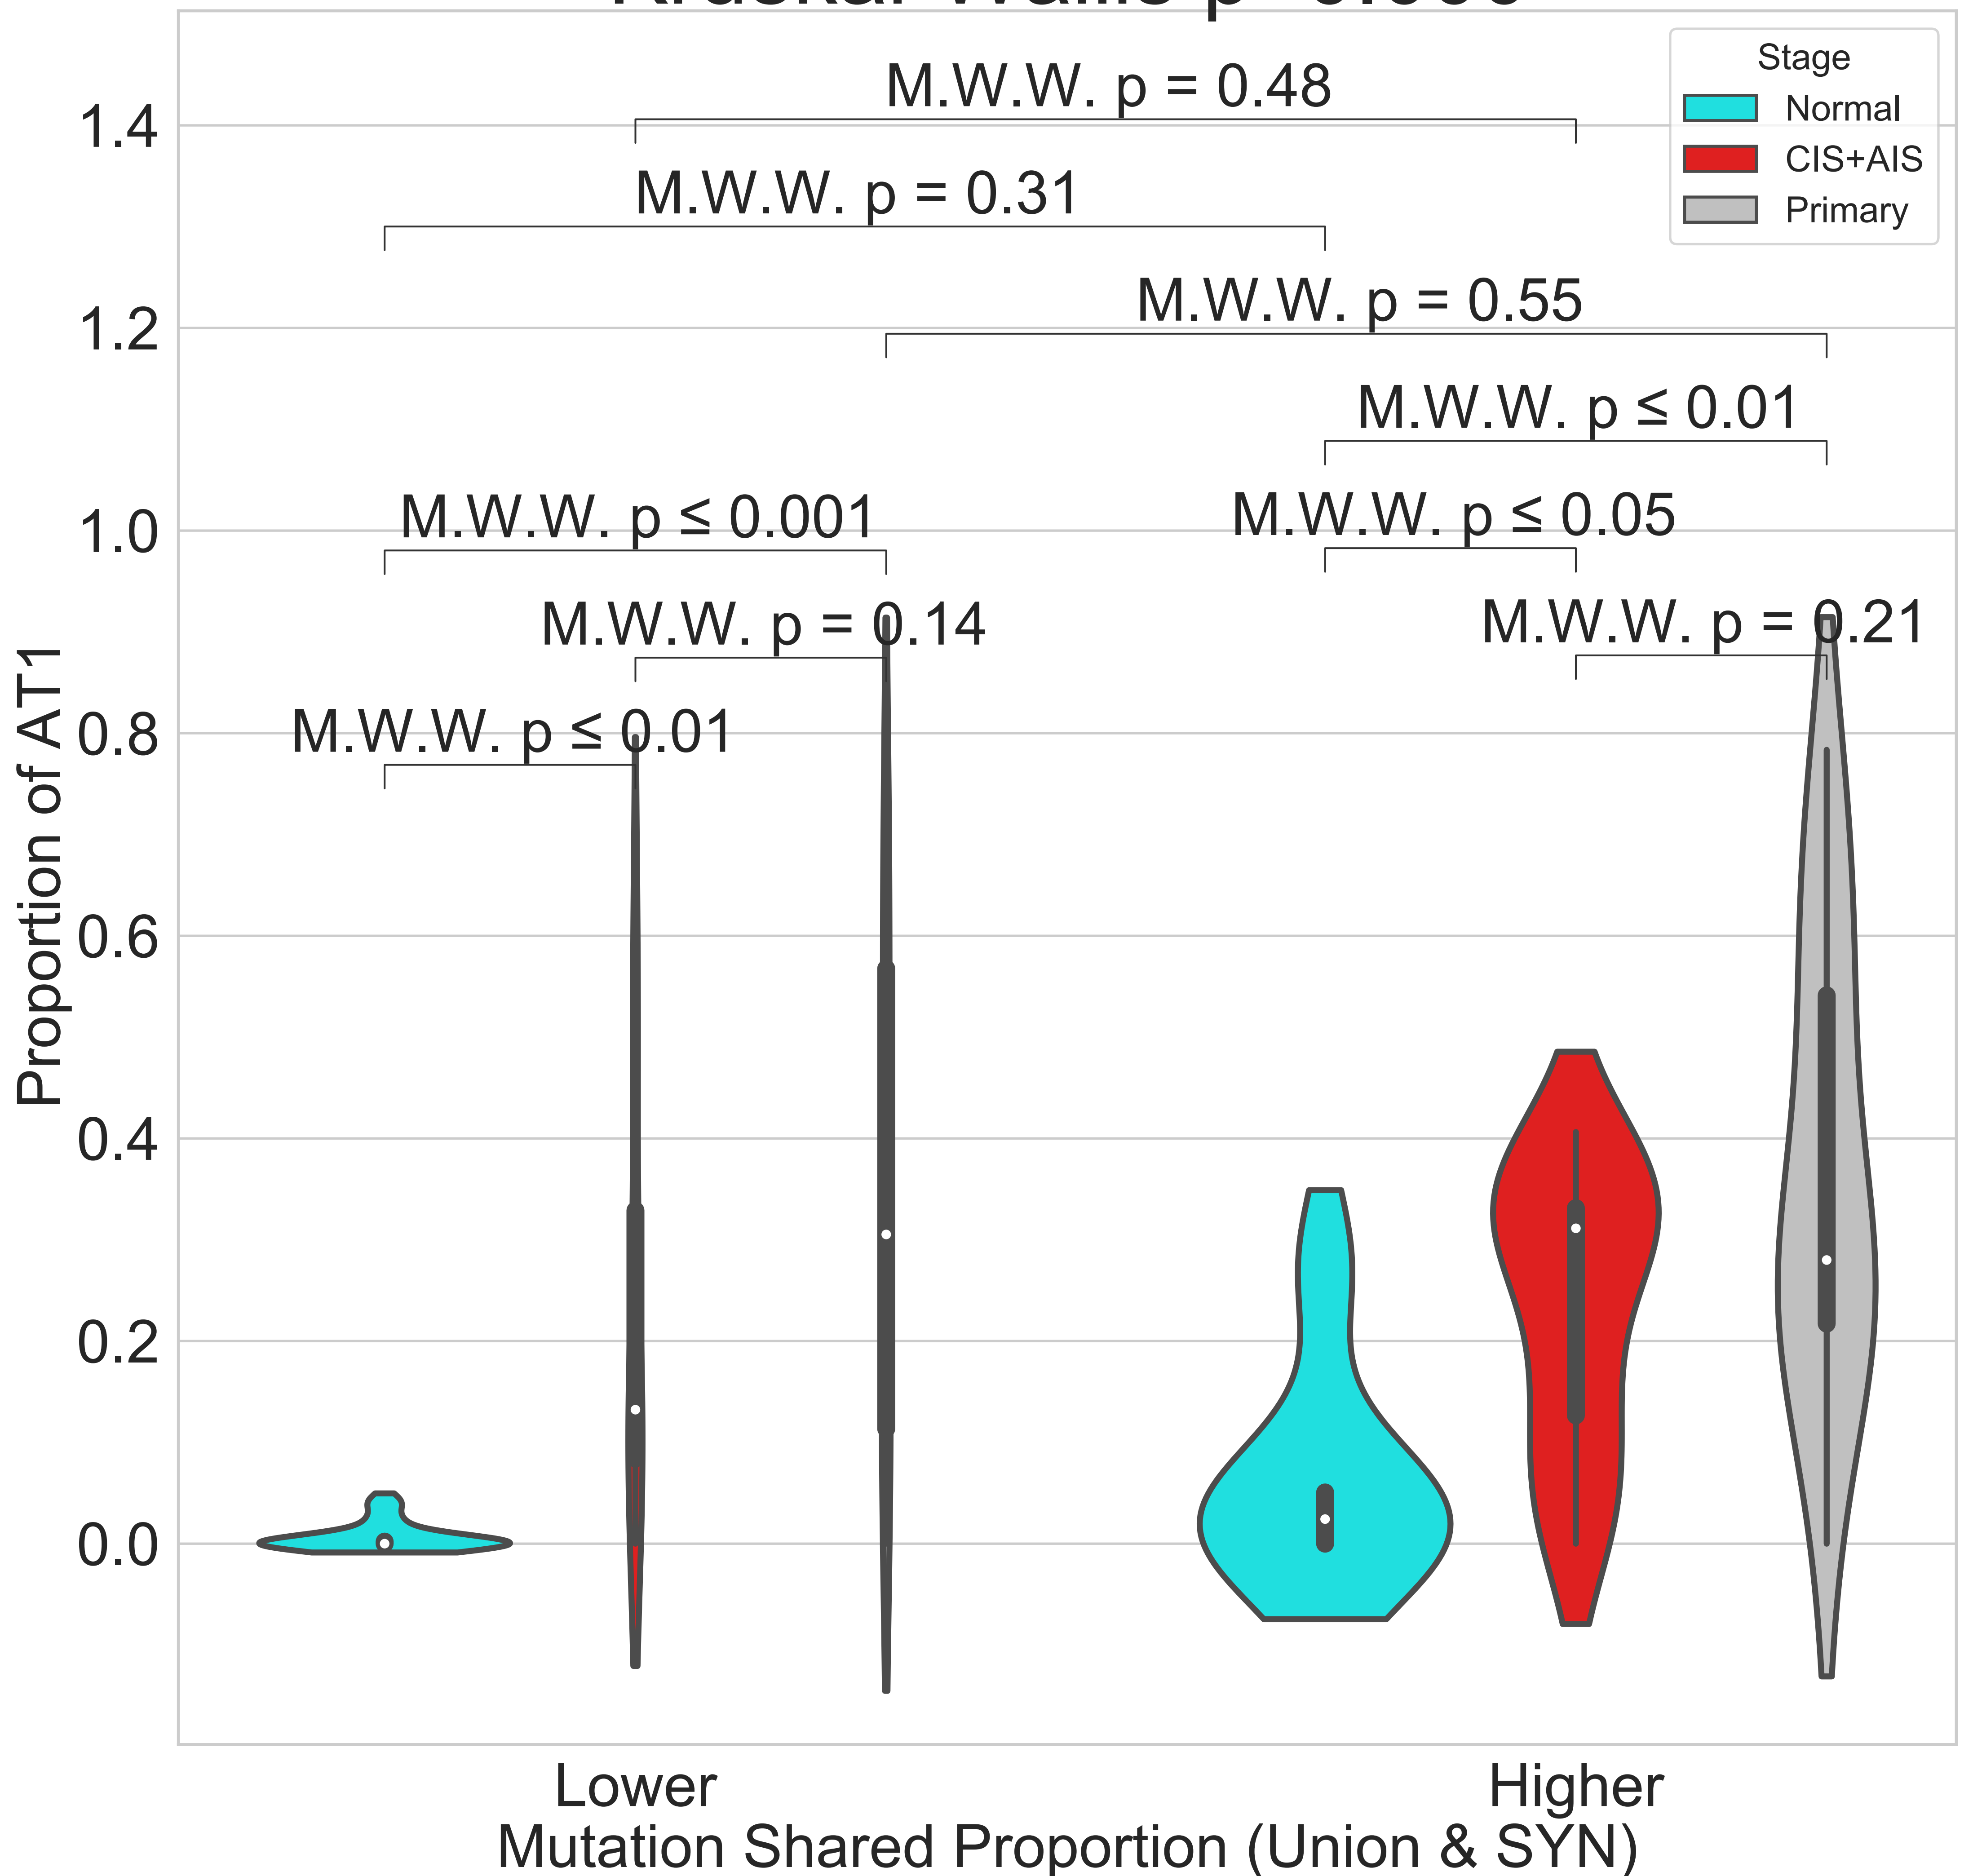 Stage
Normal
CIS+AIS
Primary
M.W.W. p = 0.48
M.W.W. p = 0.31
M.W.W. p = 0.55
M.W.W. p ≤ 0.01
M.W.W. p ≤ 0.001
M.W.W. p ≤ 0.05
M.W.W. p = 0.14
M.W.W. p = 0.21
M.W.W. p ≤ 0.01
1.4
1.2
1.0
0.8
0.6
0.4
0.2
0.0
Proportion of AT1
Lower
Higher
Mutation Shared Proportion (Union & SYN)